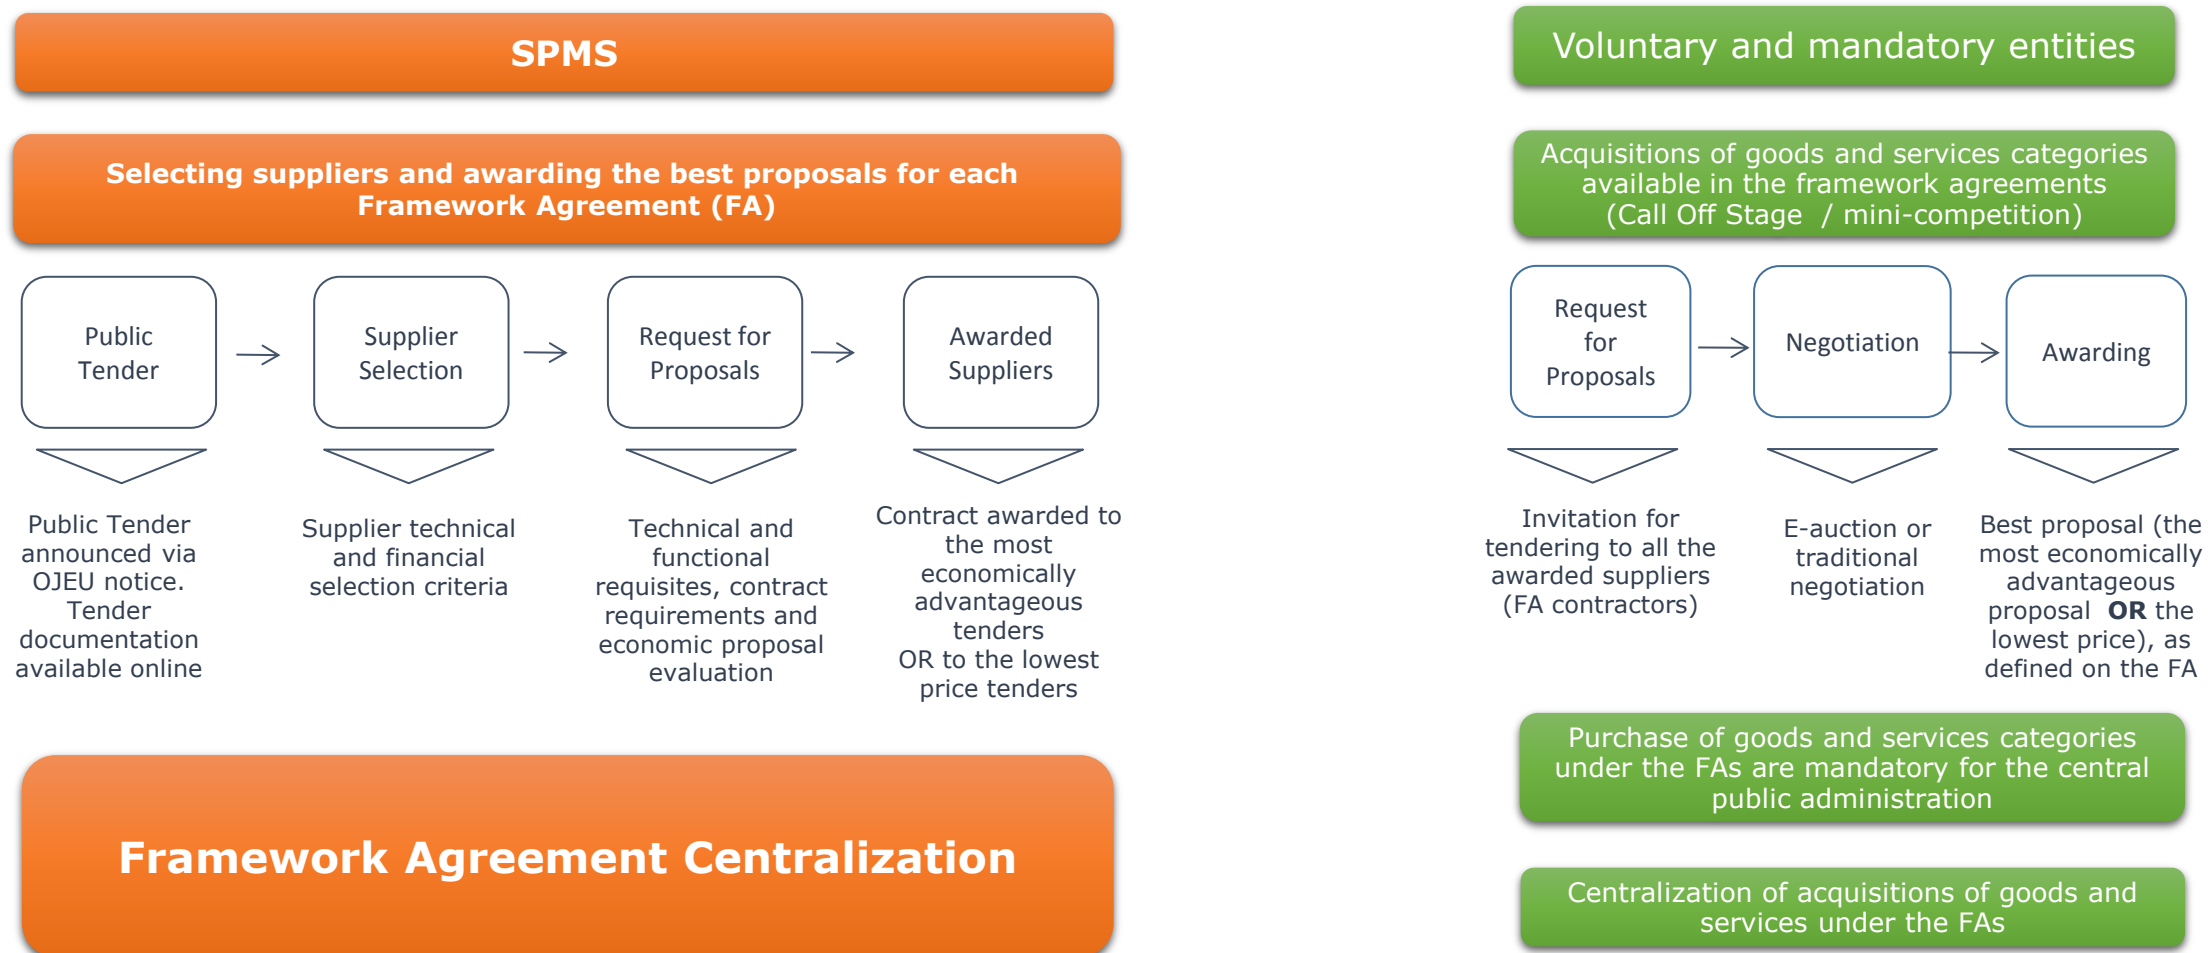 SPMS
Selecting suppliers and awarding the best proposals for each
Framework Agreement (FA)
Public
Tender
Supplier
Selection
Request for
Proposals
Awarded
Suppliers
Public Tender
announced via
OJEU notice.
Tender
documentation
available online
Supplier technical
and financial
selection criteria
Technical and
functional
requisites, contract
requirements and
economic proposal
evaluation
Contract awarded to
the most
economically
advantageous
tenders
OR to the lowest
price tenders
Framework Agreement Centralization
Voluntary and mandatory entities
Acquisitions of goods and services categories
available in the framework agreements
(Call Off Stage / mini-competition)
Request
for
Proposals
Negotiation
Awarding
Invitation for
tendering to all the
awarded suppliers
(FA contractors)
E-auction or
traditional
negotiation
Best proposal (the
most economically
advantageous
proposal OR the
lowest price), as
defined on the FA
Purchase of goods and services categories
under the FAs are mandatory for the central
public administration
Centralization of acquisitions of goods and
services under the FAs